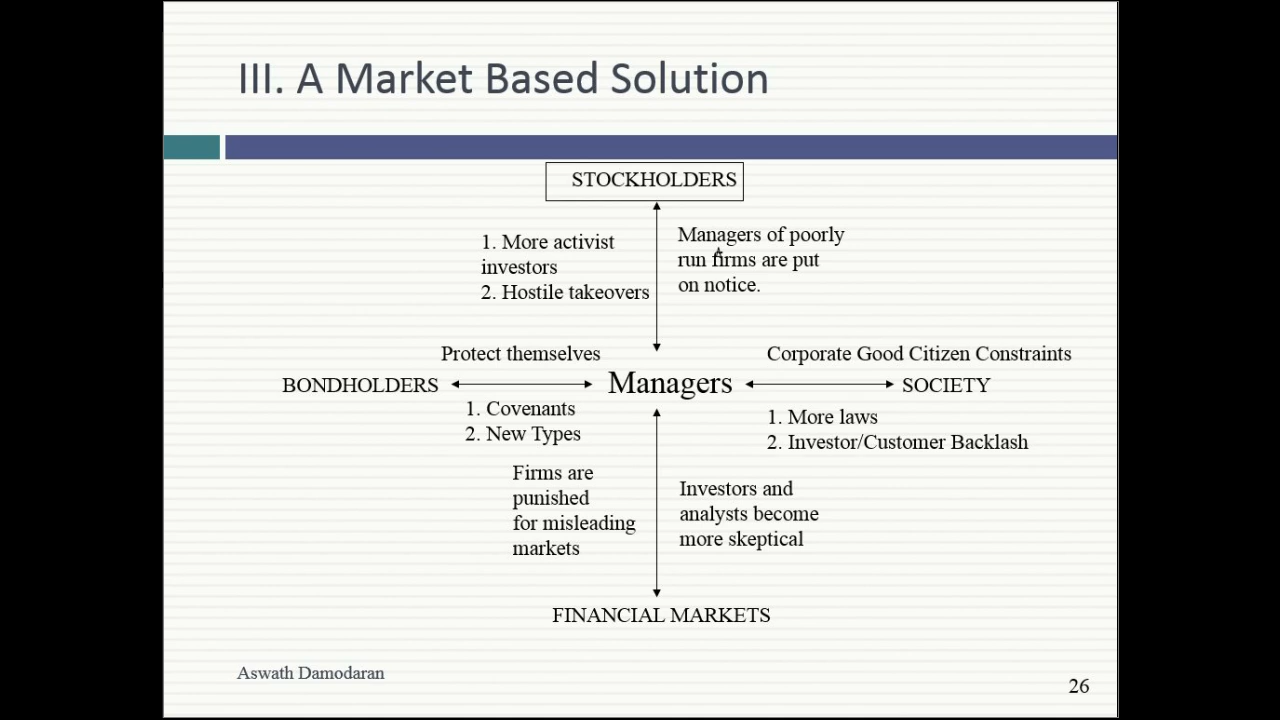 III. A Market Based Solution
STOCKHOLDERS
1. More activist
investors
2. Hostile takeovers
Managers of poorly
run firms are put
on notice.
Protect themselves
Corporate Good Citizen Constraints
BONDHOLDERS
Managers
SOCIETY
1. Covenants
2. New Types
1. More laws
2. Investor/Customer Backlash
Firms are
punished
for misleading
markets
Investors and
analysts become
more skeptical
FINANCIAL MARKETS
Aswath Damodaran
26